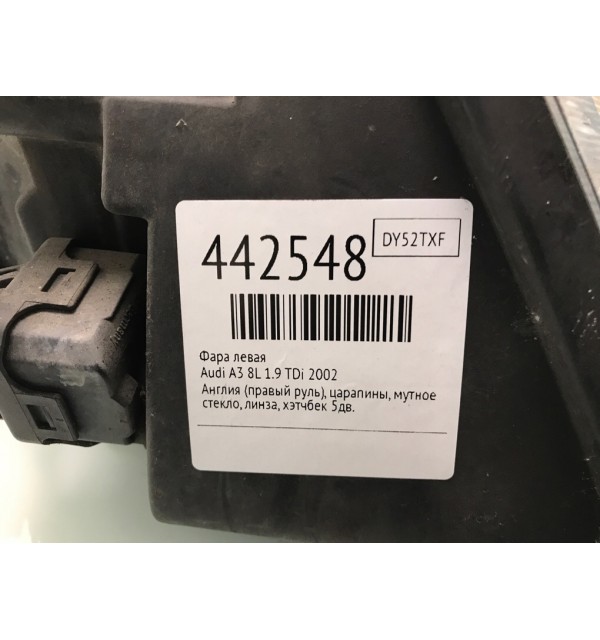 442548
DY52TXF
Фара левая
Audi A3 8L 1.9 TDi 2002
Англия (правый руль), царапины, мутное
стекло, линза, хэтчбек 5дв.